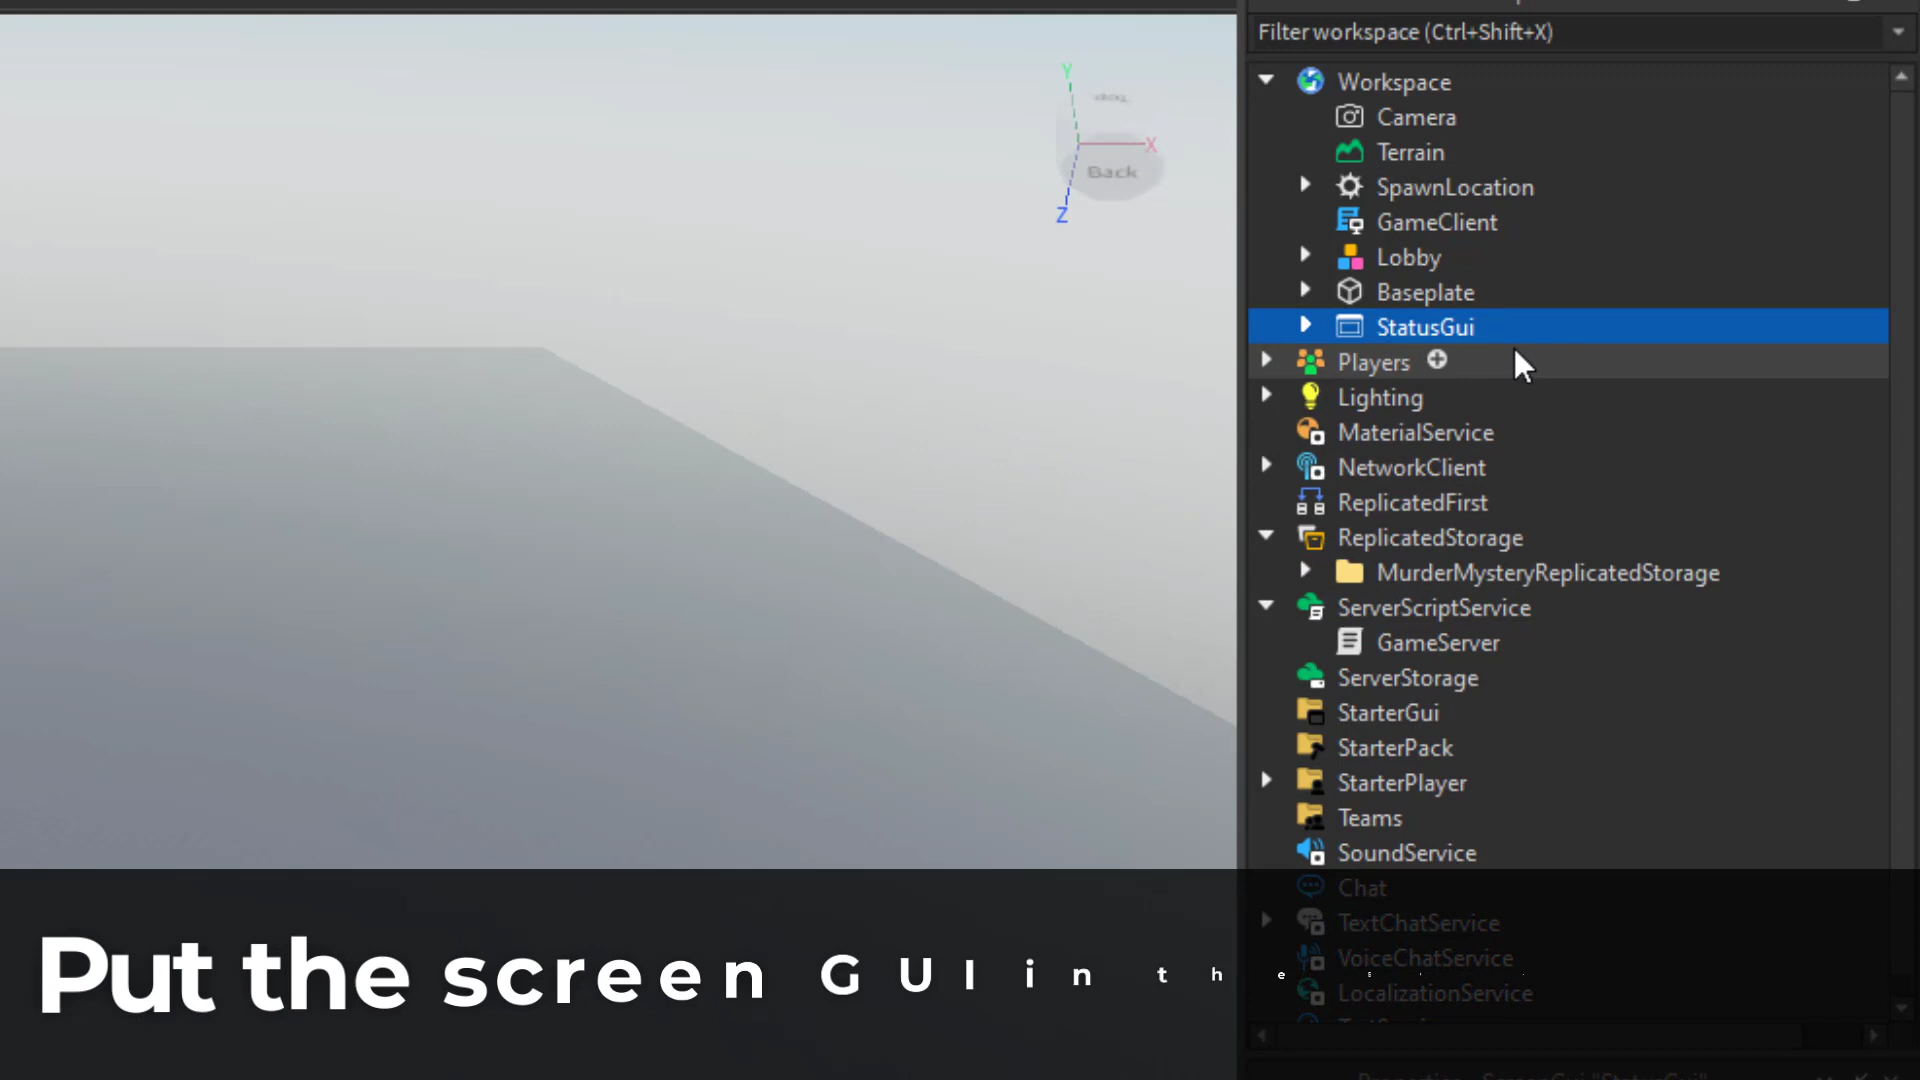 Filter workspace (Ctrl+Shift+X)
Workspace
Camera
Terrain
SpawnLocation
GameClient
Lobby
Baseplate
StatusGui
Players
Lighting
MaterialService
NetworkClient
ReplicatedFirst
ReplicatedStorage
MurderMysteryReplicatedStorage
ServerScriptService
GameServer
ServerStorage
StarterGui
StarterPack
StarterPlayer
Teams
SoundService
Chat
TextChatService
VoiceChatService
LocalizationService
Y
X
Back
Z
Put the screen GUI in the